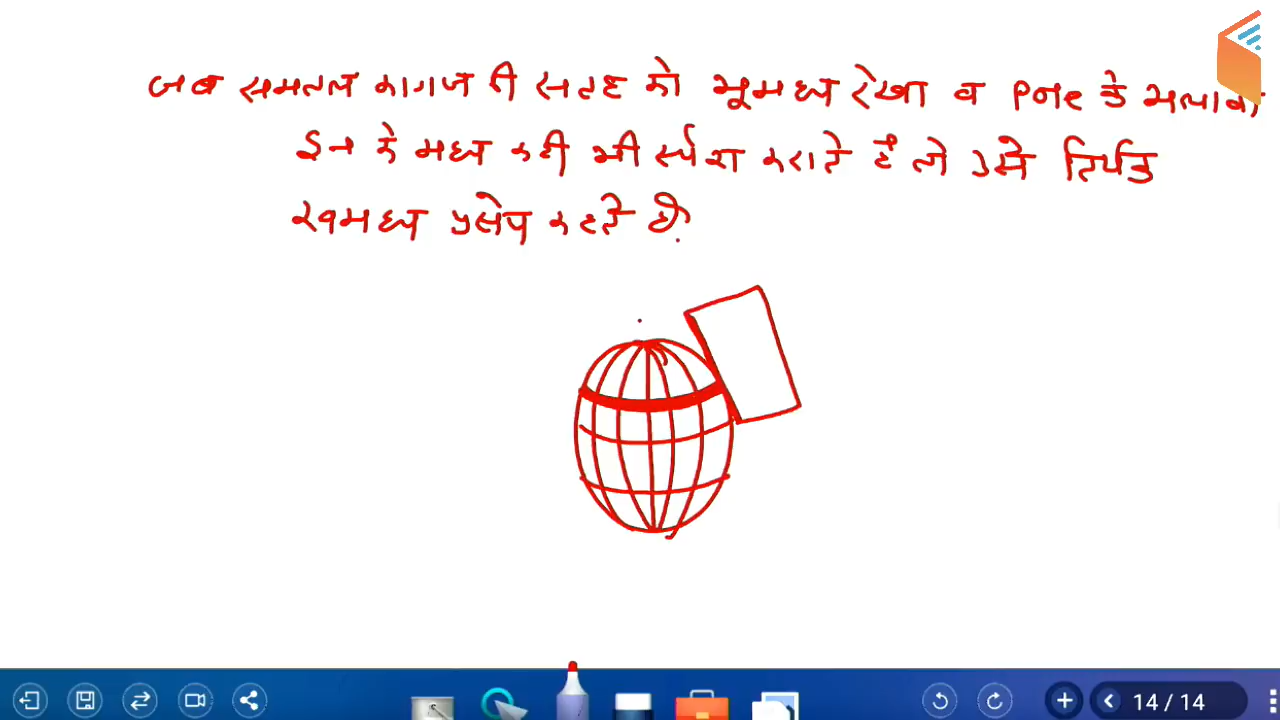 जब समतल कागज की सतह को भूमध्य रेखा व Pole के अलावा
इन के मध्य कही भी स्पर्श कराते है तो उसे तिर्यक
खमध्य प्रक्षेप कहते है।
14 / 14